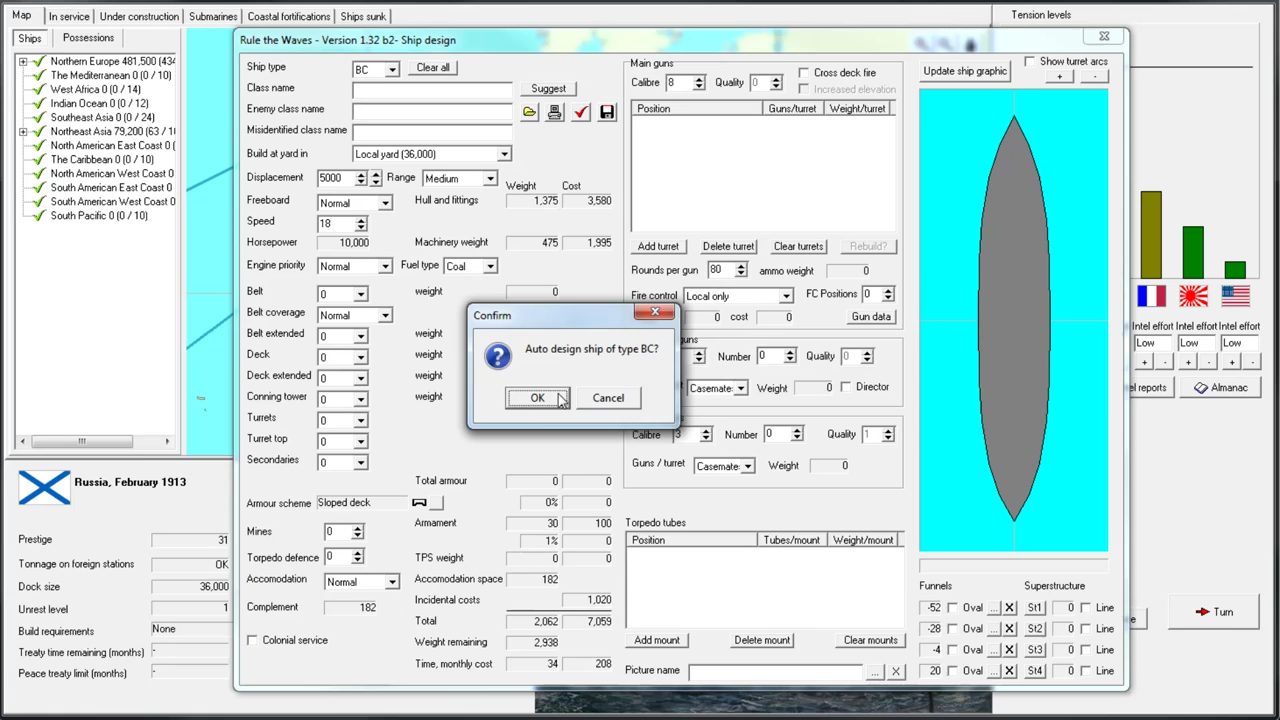 Map In service Under construction Submarines Coastal fortifications Ships sunk
Tension levels
Ships Possessions
Northern Europe 481,500 (434
The Mediterranean 0 (0 / 10)
West Africa 0 (0 / 14)
Indian Ocean 0 (0 / 12)
Southeast Asia 0 (0 / 24)
Northeast Asia 79,200 (63 / 1
North American East Coast 0 (
The Caribbean 0 (0 / 10)
North American West Coast 0
South American East Coast 0
South American West Coast 0
South Pacific 0 (0 / 10)
Russia, February 1913
Prestige 31
Tonnage on foreign stations OK
Dock size 36,000
Unrest level 1
Build requirements None
Treaty time remaining (months) -
Peace treaty limit (months) -
Rule the Waves - Version 1.32 b2- Ship design
Ship type BC Clear all
Class name Suggest
Enemy class name
Misidentified class name
Build at yard in Local yard (36,000)
Displacement 5000 Range Medium
Weight Cost
Freeboard Normal Hull and fittings 1,375 3,580
Speed 18
Horsepower 10,000 Machinery weight 475 1,995
Engine priority Normal Fuel type Coal
Belt 0 weight 0
Belt coverage Normal
Belt extended 0 weight
Deck 0 weight
Deck extended 0 weight
Conning tower 0 weight
Turrets 0
Turret top 0
Secondaries 0
Total armour 0 0
Armour scheme Sloped deck 0% 0
Armament 30 100
Mines 0 1% 0
Torpedo defence 0 TPS weight 0 0
Accomodation Normal Accomodation space 182
Incidental costs 1,020
Complement 182 Total 2,062 7,059
Colonial service Weight remaining 2,938
Time, monthly cost 34 208
Confirm
Auto design ship of type BC?
OK Cancel
Main guns
Calibre 8 Quality 0 Cross deck fire
Increased elevation
Position Guns/turret Weight/turret
Add turret Delete turret Clear turrets Rebuild?
Rounds per gun 80 ammo weight 0
Fire control Local only FC Positions 0
0 cost 0 Gun data
guns
Number 0 Quality 0
Casemate: Weight 0 Director
Calibre 3 Number 0 Quality 1
Guns / turret Casemate: Weight 0
Torpedo tubes
Position Tubes/mount Weight/mount
Add mount Delete mount Clear mounts
Picture name ... X
Update ship graphic Show turret arcs
+ -
Funnels Superstructure
-52 Oval ... X St1 0 Line
-28 Oval ... X St2 0 Line
-4 Oval ... X St3 0 Line
20 Oval ... X St4 0 Line
Intel effort Intel effort Intel effort
Low Low Low
+ - + - + -
el reports Almanac
Turn